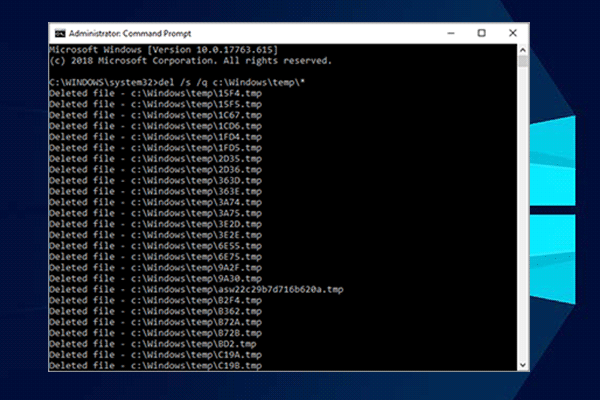 Administrator: Command Prompt
Microsoft Windows [Version 10.0.17763.615]
(c) 2018 Microsoft Corporation. All rights reserved.
C:\WINDOWS\system32>del /s /q c:\Windows\temp\*
Deleted file - c:\Windows\temp\15F4.tmp
Deleted file - c:\Windows\temp\15F5.tmp
Deleted file - c:\Windows\temp\1C67.tmp
Deleted file - c:\Windows\temp\1CD6.tmp
Deleted file - c:\Windows\temp\1FD4.tmp
Deleted file - c:\Windows\temp\1FD5.tmp
Deleted file - c:\Windows\temp\2D35.tmp
Deleted file - c:\Windows\temp\2D36.tmp
Deleted file - c:\Windows\temp\363D.tmp
Deleted file - c:\Windows\temp\363E.tmp
Deleted file - c:\Windows\temp\3A74.tmp
Deleted file - c:\Windows\temp\3A75.tmp
Deleted file - c:\Windows\temp\3E2D.tmp
Deleted file - c:\Windows\temp\3E2E.tmp
Deleted file - c:\Windows\temp\6E55.tmp
Deleted file - c:\Windows\temp\6E75.tmp
Deleted file - c:\Windows\temp\9A2F.tmp
Deleted file - c:\Windows\temp\9A30.tmp
Deleted file - c:\Windows\temp\asw22c29b7d716b620a.tmp
Deleted file - c:\Windows\temp\B2F4.tmp
Deleted file - c:\Windows\temp\B362.tmp
Deleted file - c:\Windows\temp\B72A.tmp
Deleted file - c:\Windows\temp\B72B.tmp
Deleted file - c:\Windows\temp\BD2.tmp
Deleted file - c:\Windows\temp\C19A.tmp
Deleted file - c:\Windows\temp\C19B.tmp